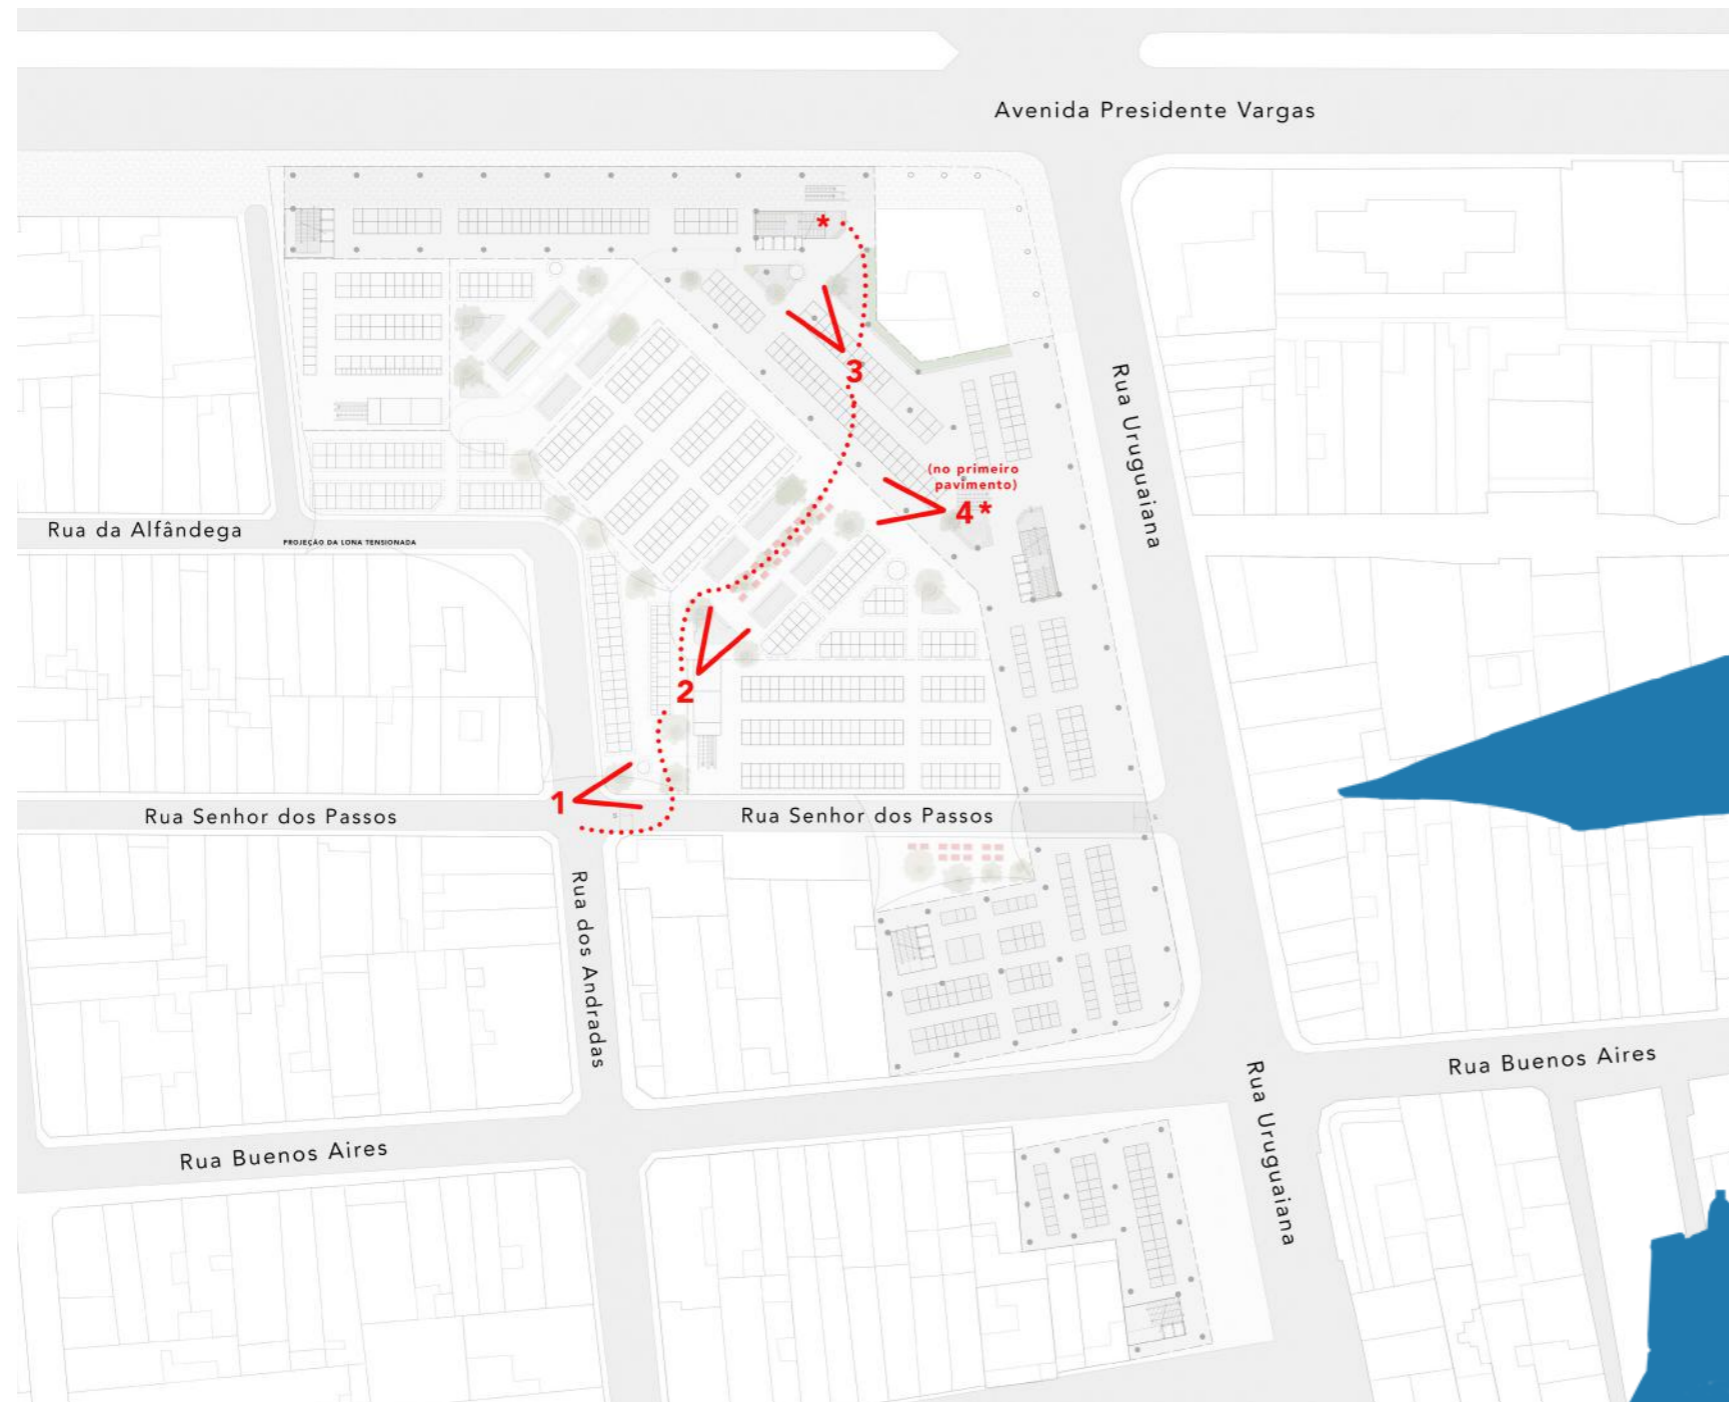 Avenida Presidente Vargas
*
3
Rua Uruguaiana
(no primeiro
pavimento)
4*
Rua da Alfândega
PROJEÇÃO DA LONA TENSIONADA
2
1
Rua Senhor dos Passos
Rua Senhor dos Passos
Rua dos Andradas
Rua Buenos Aires
Rua Uruguaiana
Rua Buenos Aires